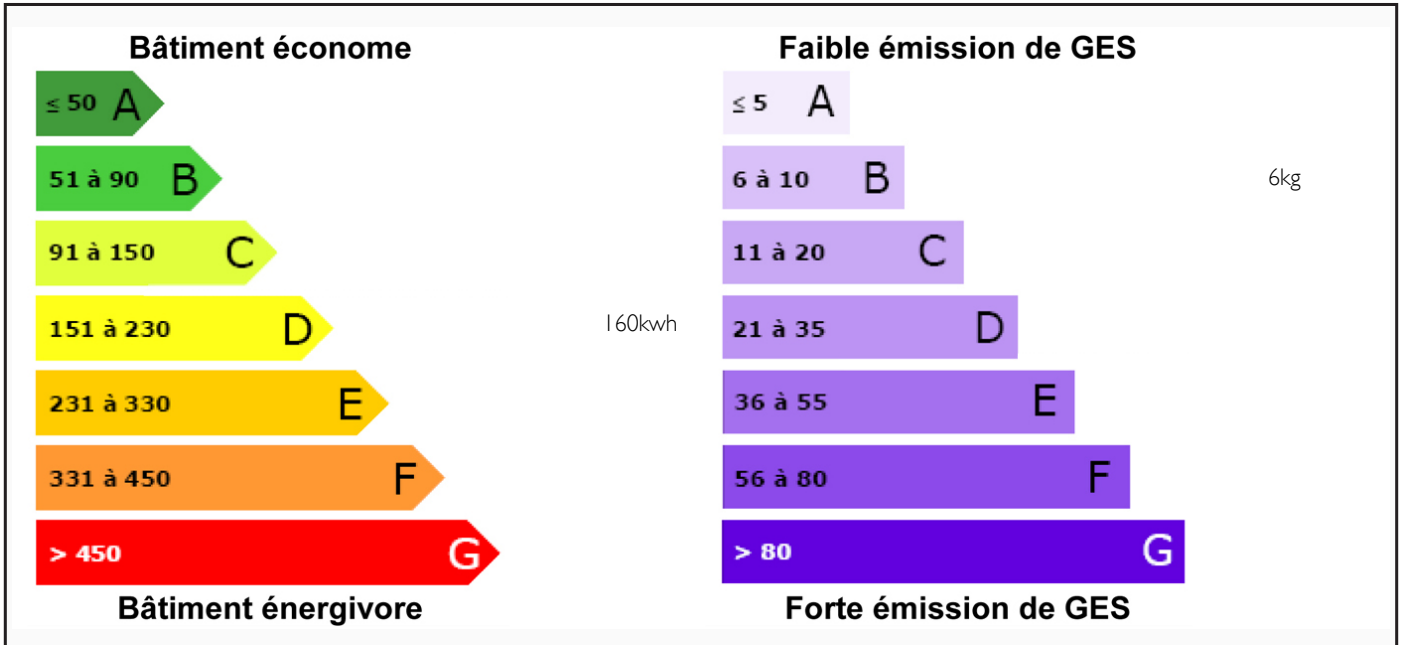 Bâtiment économe
≤ 50 A
51 à 90 B
91 à 150 C
151 à 230 D
160kwh
231 à 330 E
331 à 450 F
> 450 G
Bâtiment énergivore
Faible émission de GES
≤ 5 A
6 à 10 B
6kg
11 à 20 C
21 à 35 D
36 à 55 E
56 à 80 F
> 80 G
Forte émission de GES